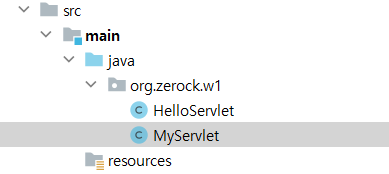 src
main
java
org.zerock.w1
HelloServlet
MyServlet
resources